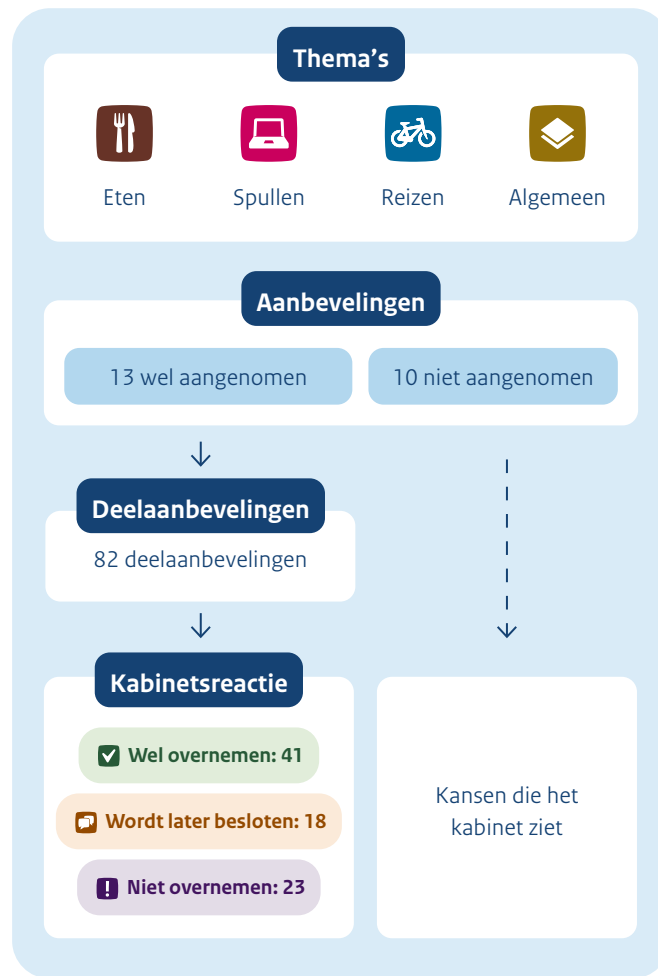 Thema's
Eten
Spullen
Reizen
Algemeen
Aanbevelingen
13 wel aangenomen
10 niet aangenomen
Deelaanbevelingen
82 deelaanbevelingen
Kabinetsreactie
Wel overnemen: 41
Wordt later besloten: 18
Niet overnemen: 23
Kansen die het
kabinet ziet